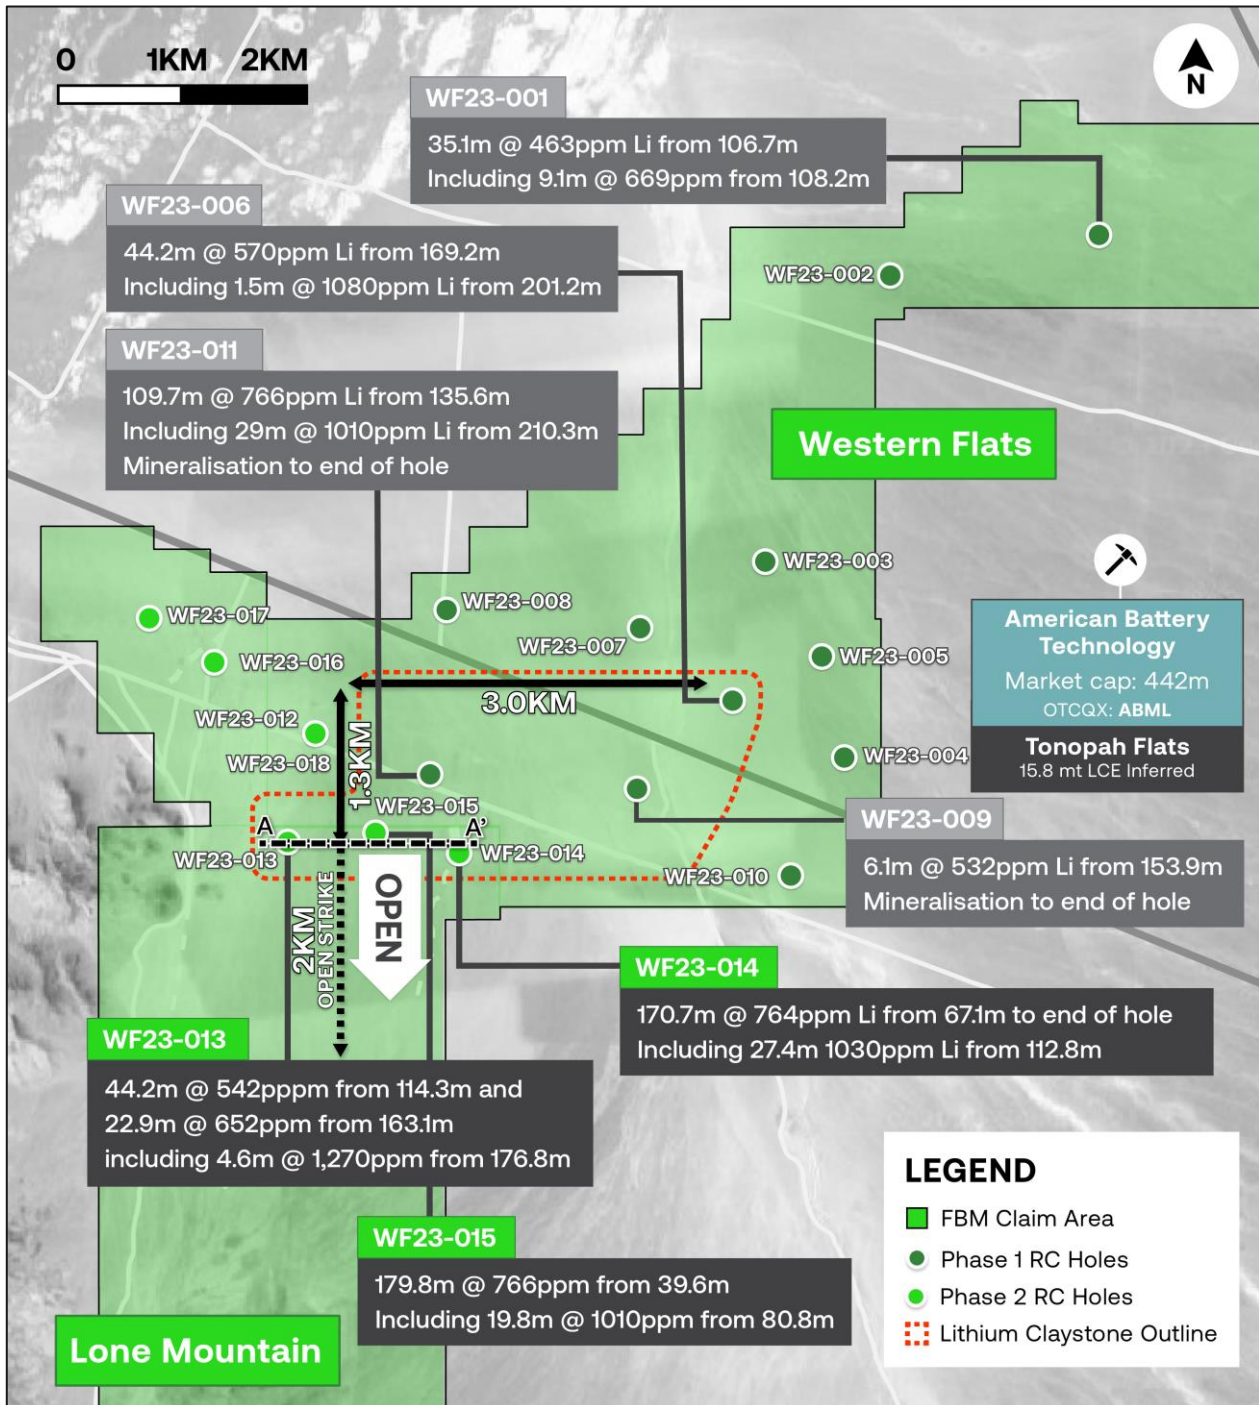 0 1KM 2KM
N
WF23-001
35.1m @ 463ppm Li from 106.7m
Including 9.1m @ 669ppm from 108.2m
WF23-006
44.2m @ 570ppm Li from 169.2m
Including 1.5m @ 1080ppm Li from 201.2m
WF23-002
WF23-011
109.7m @ 766ppm Li from 135.6m
Including 29m @ 1010ppm Li from 210.3m
Mineralisation to end of hole
Western Flats
WF23-003
WF23-008
WF23-017
WF23-007
WF23-005
WF23-016
American Battery
Technology
Market cap: 442m
OTCQX: ABML
Tonopah Flats
15.8 mt LCE Inferred
3.0KM
WF23-012
WF23-018
1.3KM
WF23-004
WF23-015
A A'
WF23-013
WF23-014
WF23-010
WF23-009
6.1m @ 532ppm Li from 153.9m
Mineralisation to end of hole
OPEN
2KM
OPEN STRIKE
WF23-014
170.7m @ 764ppm Li from 67.1m to end of hole
Including 27.4m 1030ppm Li from 112.8m
WF23-013
44.2m @ 542pppm from 114.3m and
22.9m @ 652ppm from 163.1m
including 4.6m @ 1,270ppm from 176.8m
WF23-015
179.8m @ 766ppm from 39.6m
Including 19.8m @ 1010ppm from 80.8m
Lone Mountain
LEGEND
FBM Claim Area
Phase 1 RC Holes
Phase 2 RC Holes
Lithium Claystone Outline